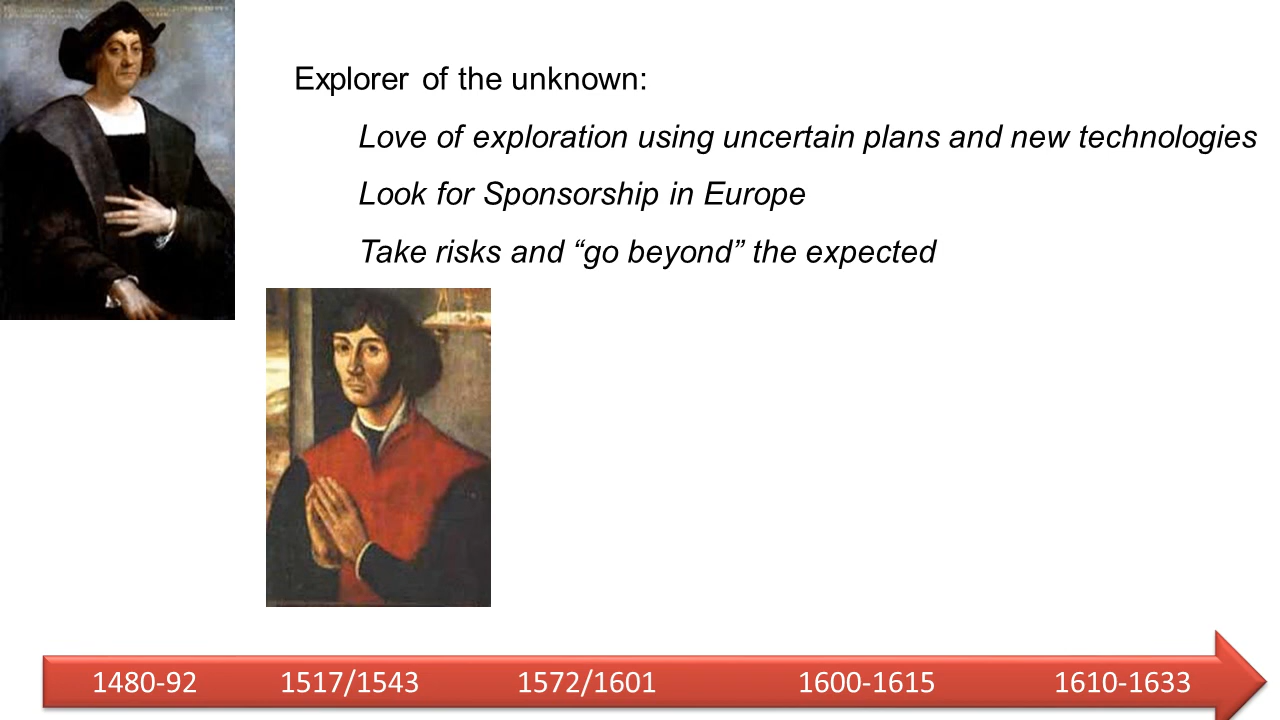 Explorer of the unknown:
Love of exploration using uncertain plans and new technologies
Look for Sponsorship in Europe
Take risks and “go beyond” the expected
1480-92 1517/1543 1572/1601 1600-1615 1610-1633